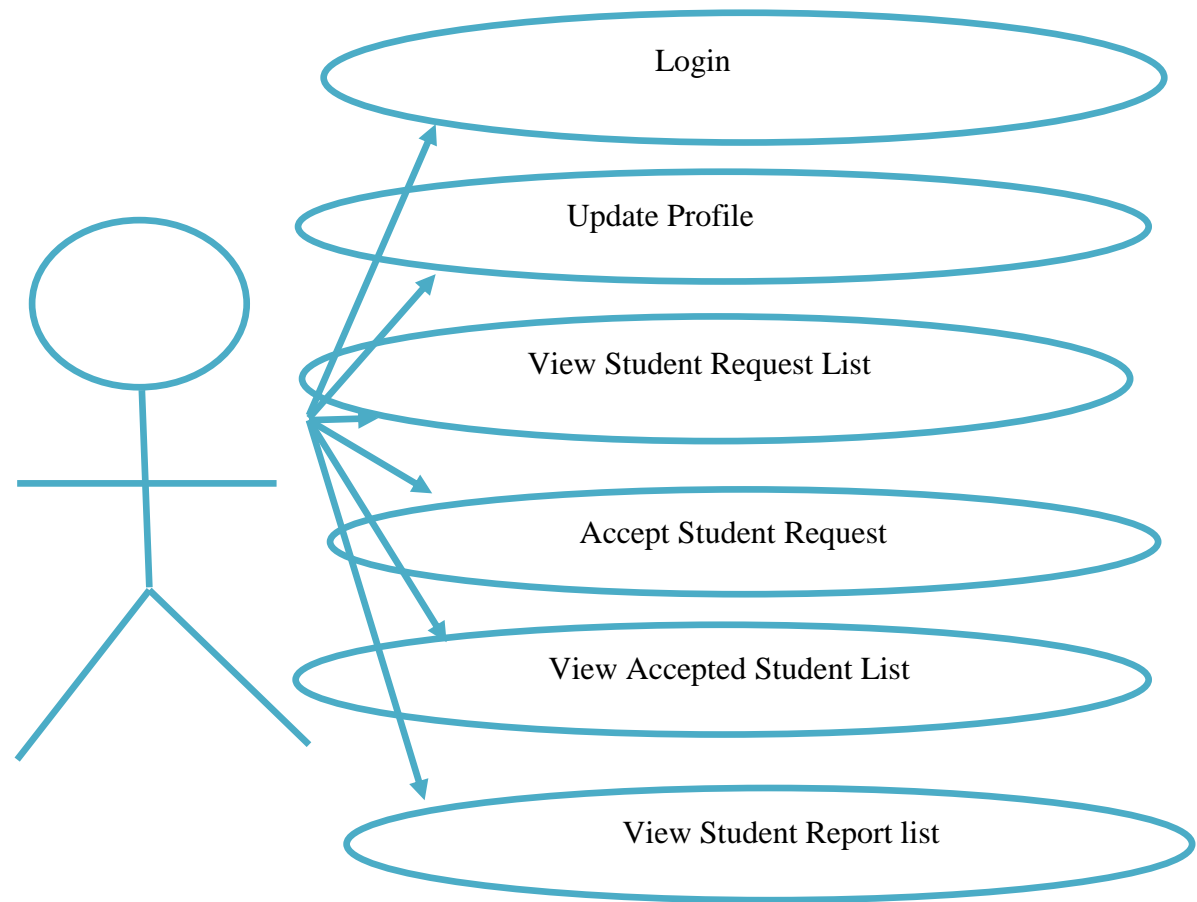 Login
Update Profile
View Student Request List
Accept Student Request
View Accepted Student List
View Student Report list